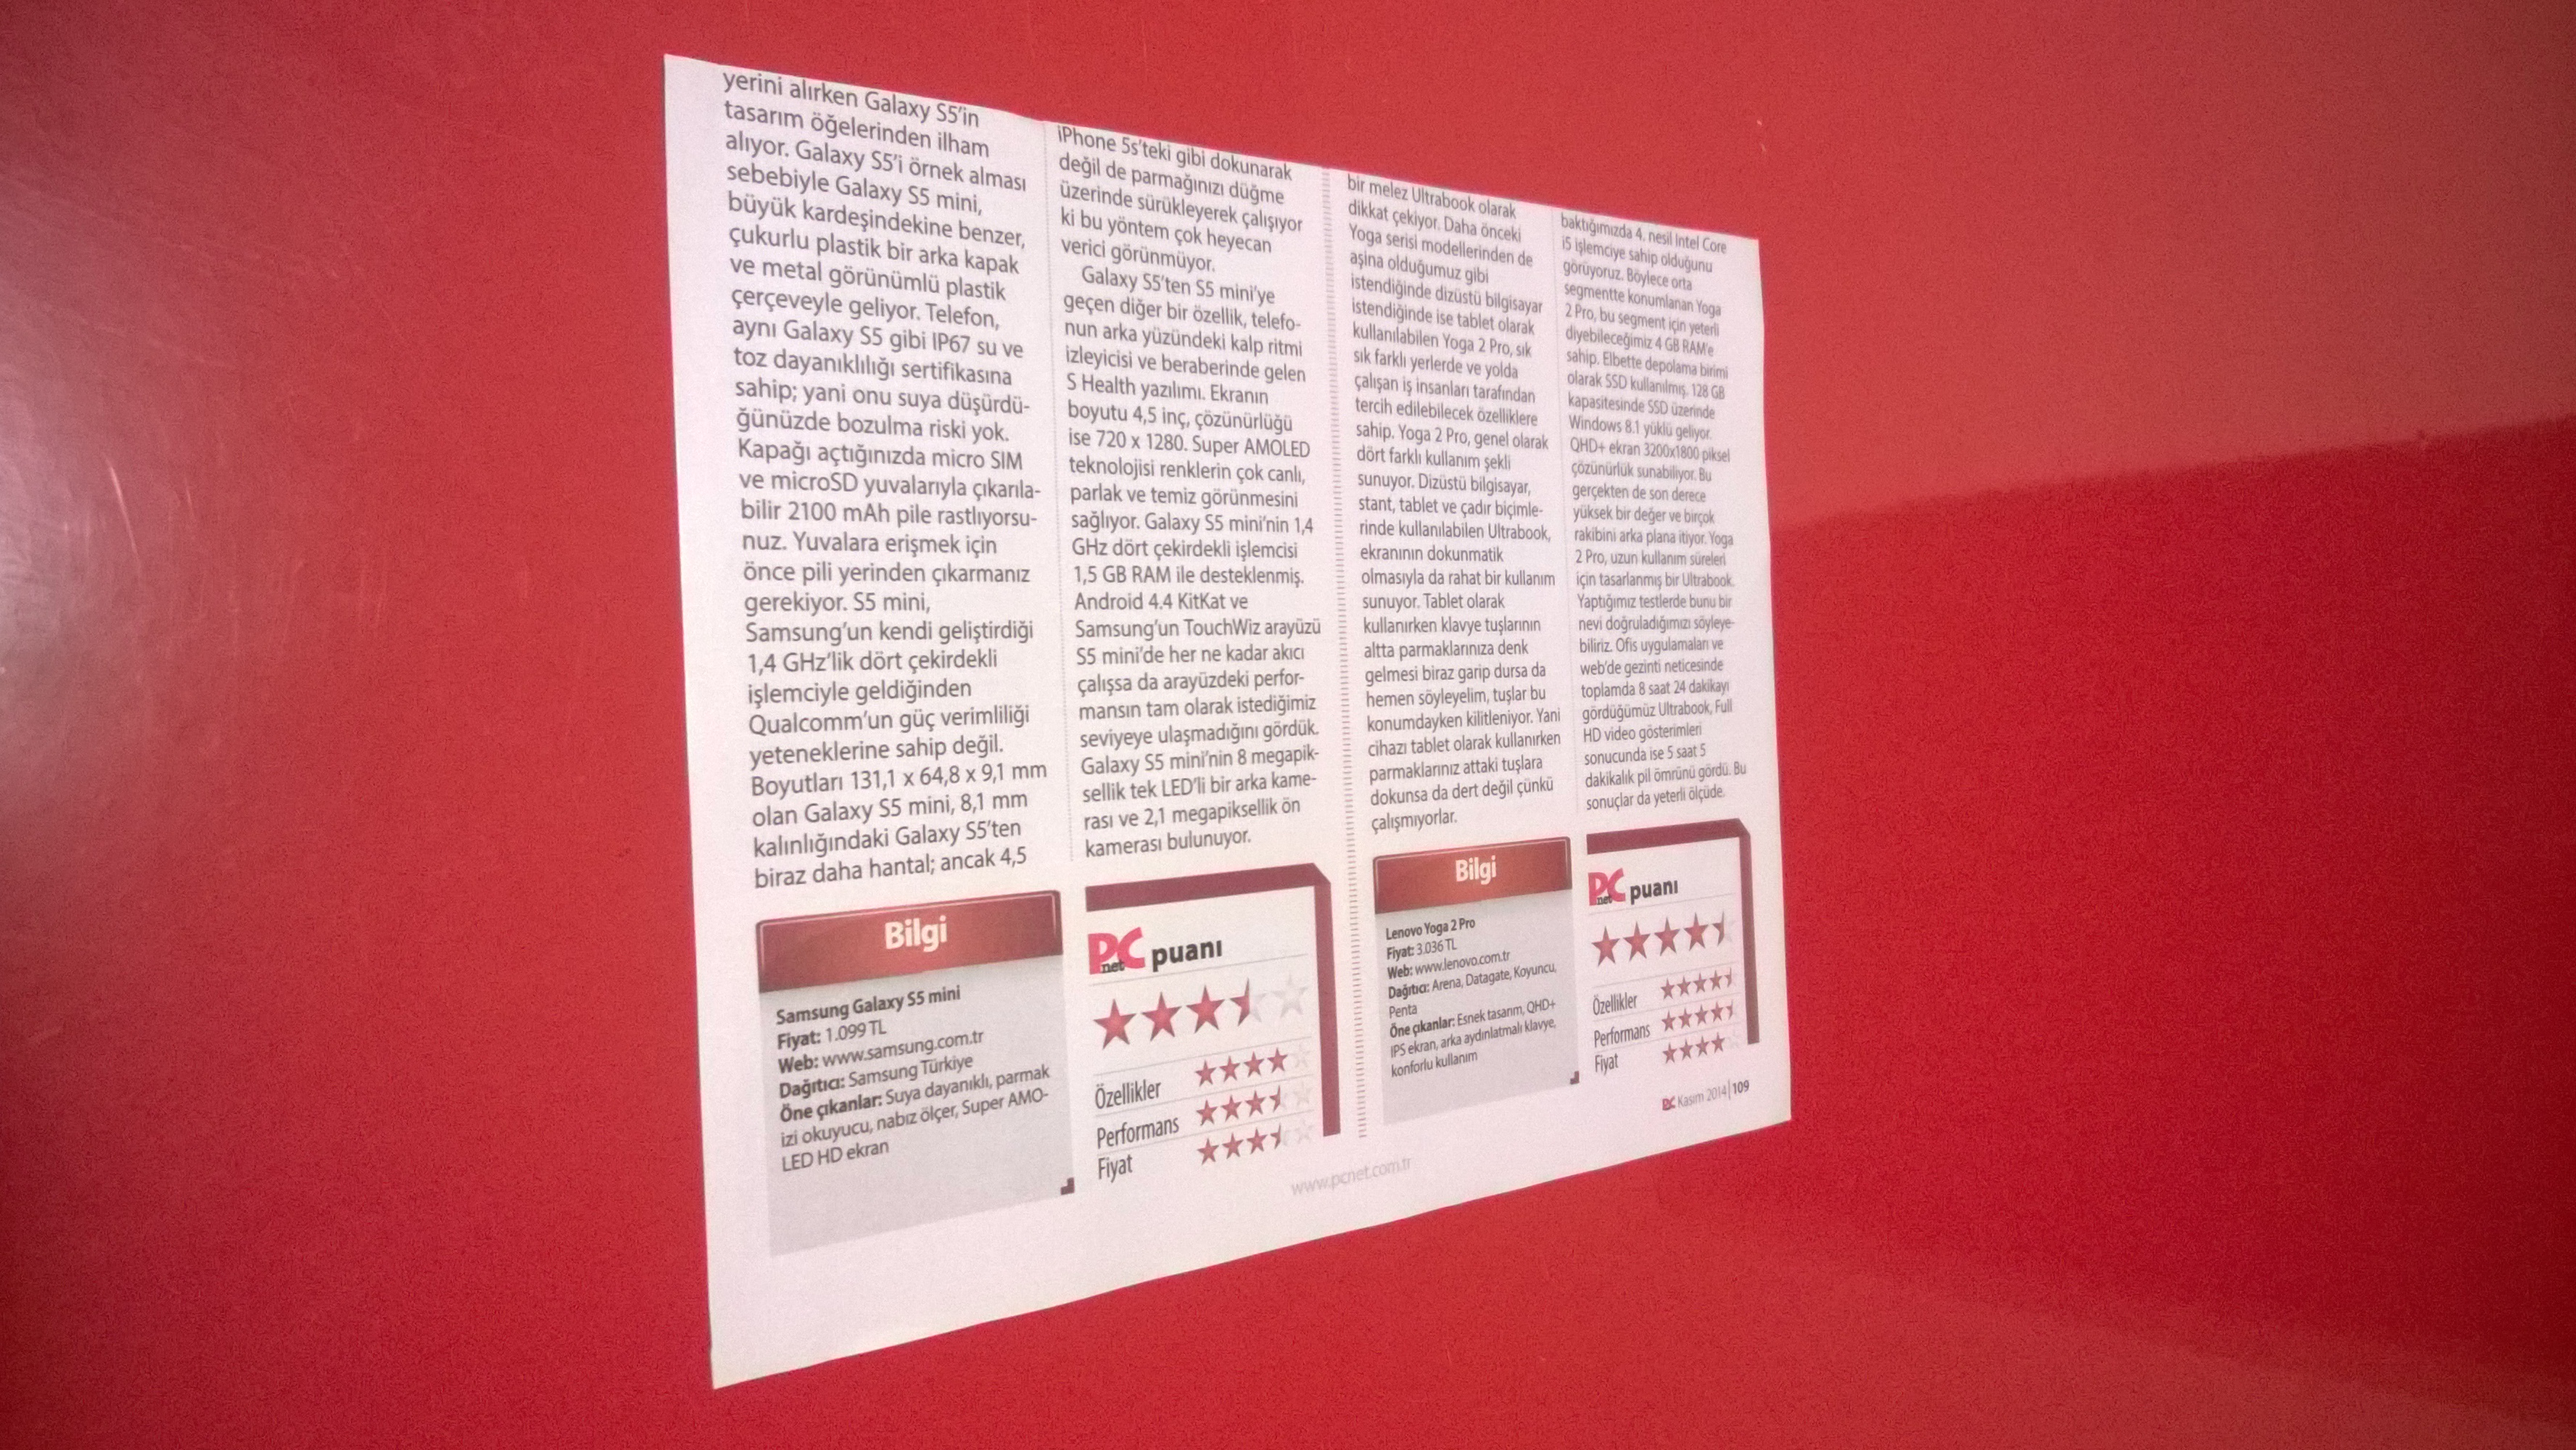 yerini alırken Galaxy S5’in
tasarım öğelerinden ilham
alıyor. Galaxy S5’i örnek alması
sebebiyle Galaxy S5 mini,
büyük kardeşindekine benzer,
çukurlu plastik bir arka kapak
ve metal görünümlü plastik
çerçeveyle geliyor. Telefon,
aynı Galaxy S5 gibi IP67 su ve
toz dayanıklılığı sertifikasına
sahip; yani onu suya düşürdü-
ğünüzde bozulma riski yok.
Kapağı açtığınızda micro SIM
ve microSD yuvalarıyla çıkarıla-
bilir 2100 mAh pile rastlıyorsu-
nuz. Yuvalara erişmek için
önce pili yerinden çıkarmanız
gerekiyor. S5 mini,
Samsung’un kendi geliştirdiği
1,4 GHz’lik dört çekirdekli
işlemciyle geldiğinden
Qualcomm’un güç verimliliği
yeteneklerine sahip değil.
Boyutları 131,1 x 64,8 x 9,1 mm
olan Galaxy S5 mini, 8,1 mm
kalınlığındaki Galaxy S5’ten
biraz daha hantal; ancak 4,5
iPhone 5s’teki gibi dokunarak
değil de parmağınızı düğme
üzerinde sürükleyerek çalışıyor
ki bu yöntem çok heyecan
verici görünmüyor.
Galaxy S5’ten S5 mini’ye
geçen diğer bir özellik, telefo-
nun arka yüzündeki kalp ritmi
izleyicisi ve beraberinde gelen
S Health yazılımı. Ekranın
boyutu 4,5 inç, çözünürlüğü
ise 720 x 1280. Super AMOLED
teknolojisi renklerin çok canlı,
parlak ve temiz görünmesini
sağlıyor. Galaxy S5 mini’nin 1,4
GHz dört çekirdekli işlemcisi
1,5 GB RAM ile desteklenmiş.
Android 4.4 KitKat ve
Samsung’un TouchWiz arayüzü
S5 mini’de her ne kadar akıcı
çalışsa da arayüzdeki perfor-
mansın tam olarak istediğimiz
seviyeye ulaşmadığını gördük.
Galaxy S5 mini’nin 8 megapik-
sellik tek LED’li bir arka kame-
rası ve 2,1 megapiksellik ön
kamerası bulunuyor.
Bilgi
Samsung Galaxy S5 mini
Fiyat: 1.099 TL
Web: www.samsung.com.tr
Dağıtıcı: Samsung Türkiye
Öne çıkanlar: Suya dayanıklı, parmak
izi okuyucu, nabız ölçer, Super AMO-
LED HD ekran
PC net puanı
Özellikler
Performans
Fiyat
bir melez Ultrabook olarak
dikkat çekiyor. Daha önceki
Yoga serisi modellerinden de
aşina olduğumuz gibi
istendiğinde dizüstü bilgisayar
istendiğinde ise tablet olarak
kullanılabilen Yoga 2 Pro, sık
sık farklı yerlerde ve yolda
çalışan iş insanları tarafından
tercih edilebilecek özelliklere
sahip. Yoga 2 Pro, genel olarak
dört farklı kullanım şekli
sunuyor. Dizüstü bilgisayar,
stant, tablet ve çadır biçimle-
rinde kullanılabilen Ultrabook,
ekranının dokunmatik
olmasıyla da rahat bir kullanım
sunuyor. Tablet olarak
kullanırken klavye tuşlarının
altta parmaklarınıza denk
gelmesi biraz garip dursa da
hemen söyleyelim, tuşlar bu
konumdayken kilitleniyor. Yani
cihazı tablet olarak kullanırken
parmaklarınız attaki tuşlara
dokunsa da dert değil çünkü
çalışmıyorlar.
baktığımızda 4. nesil Intel Core
i5 işlemciye sahip olduğunu
görüyoruz. Böylece orta
segmentte konumlanan Yoga
2 Pro, bu segment için yeterli
diyebileceğimiz 4 GB RAM’e
sahip. Elbette depolama birimi
olarak SSD kullanılmış. 128 GB
kapasitesinde SSD üzerinde
Windows 8.1 yüklü geliyor.
QHD+ ekran 3200x1800 piksel
çözünürlük sunabiliyor. Bu
gerçekten de son derece
yüksek bir değer ve birçok
rakibini arka plana itiyor. Yoga
2 Pro, uzun kullanım süreleri
için tasarlanmış bir Ultrabook.
Yaptığımız testlerde bunu bir
nevi doğruladığımızı söyleye-
biliriz. Ofis uygulamaları ve
web’de gezinti neticesinde
toplamda 8 saat 24 dakikayı
gördüğümüz Ultrabook, Full
HD video gösterimleri
sonucunda ise 5 saat 5
dakikalık pil ömrünü gördü. Bu
sonuçlar da yeterli ölçüde.
Bilgi
Lenovo Yoga 2 Pro
Fiyat: 3.036 TL
Web: www.lenovo.com.tr
Dağıtıcı: Arena, Datagate, Koyuncu,
Penta
Öne çıkanlar: Esnek tasarım, QHD+
IPS ekran, arka aydınlatmalı klavye,
konforlu kullanım
PC net puanı
Özellikler
Performans
Fiyat
www.pcnet.com.tr
PC Kasım 2014 | 109